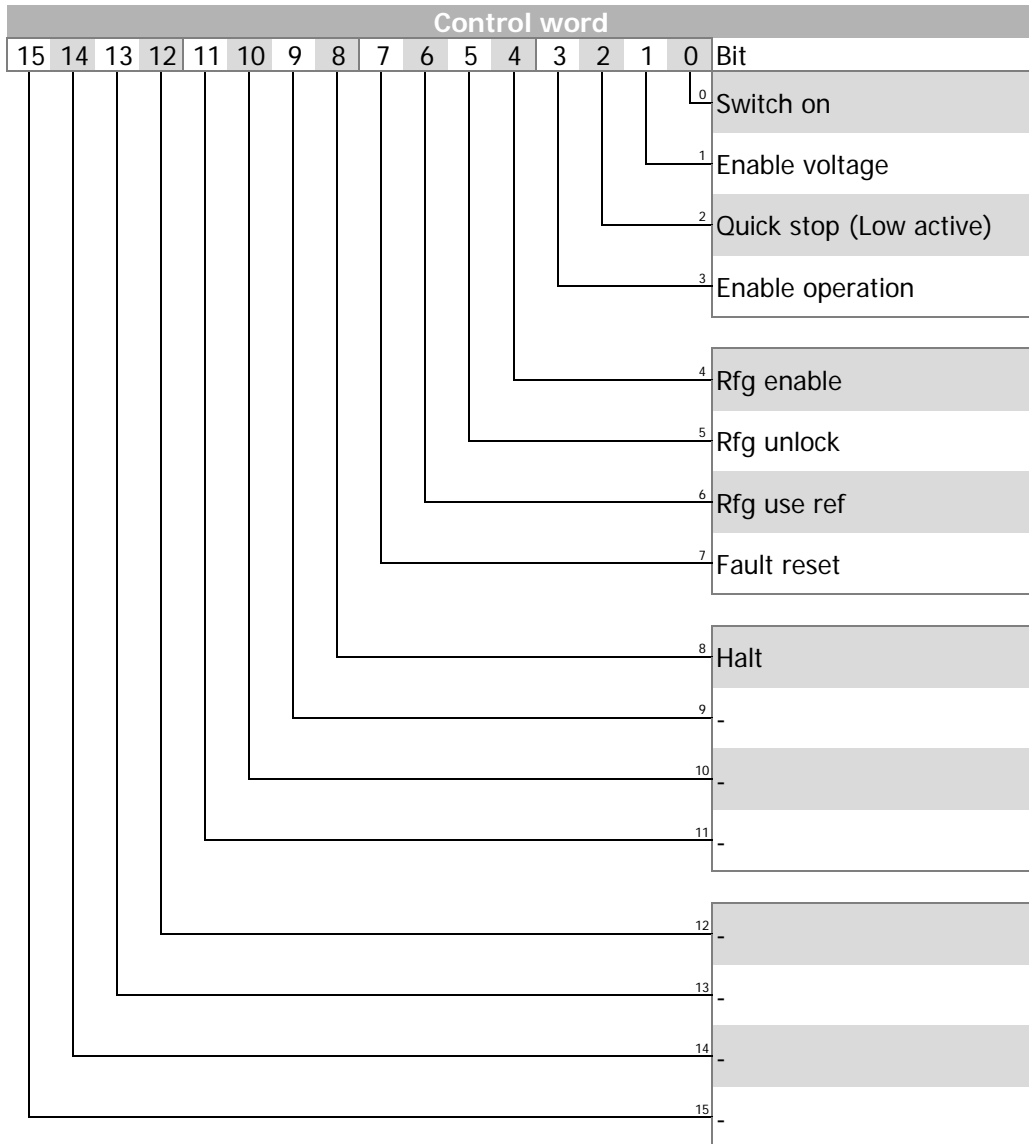 Control word
15 14 13 12 11 10 9 8 7 6 5 4 3 2 1 0 Bit
0 Switch on
1 Enable voltage
2 Quick stop (Low active)
3 Enable operation
4 Rfg enable
5 Rfg unlock
6 Rfg use ref
7 Fault reset
8 Halt
9 -
10 -
11 -
12 -
13 -
14 -
15 -